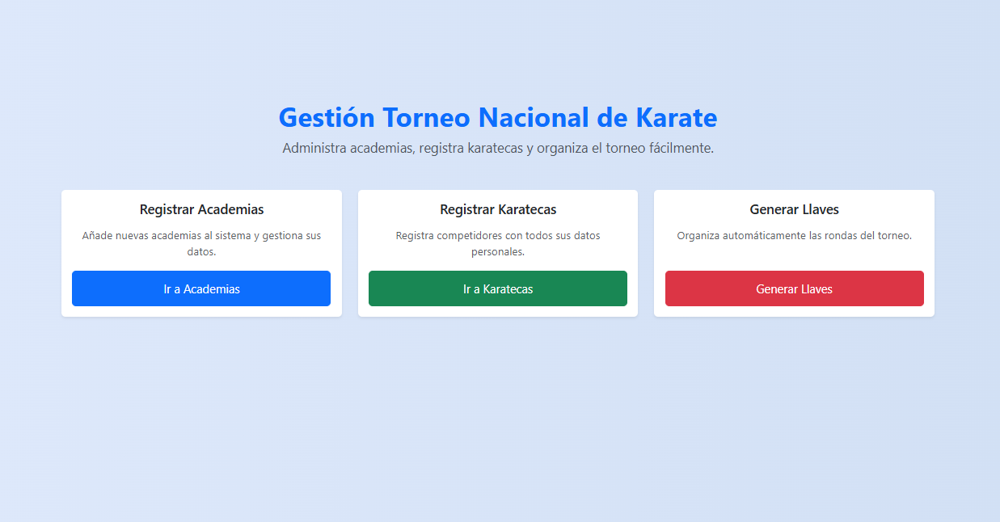 Gestión Torneo Nacional de Karate
Administra academias, registra karatecas y organiza el torneo fácilmente.
Registrar Academias
Añade nuevas academias al sistema y gestiona sus
datos.
Ir a Academias
Registrar Karatecas
Registra competidores con todos sus datos
personales.
Ir a Karatecas
Generar Llaves
Organiza automáticamente las rondas del torneo.
Generar Llaves